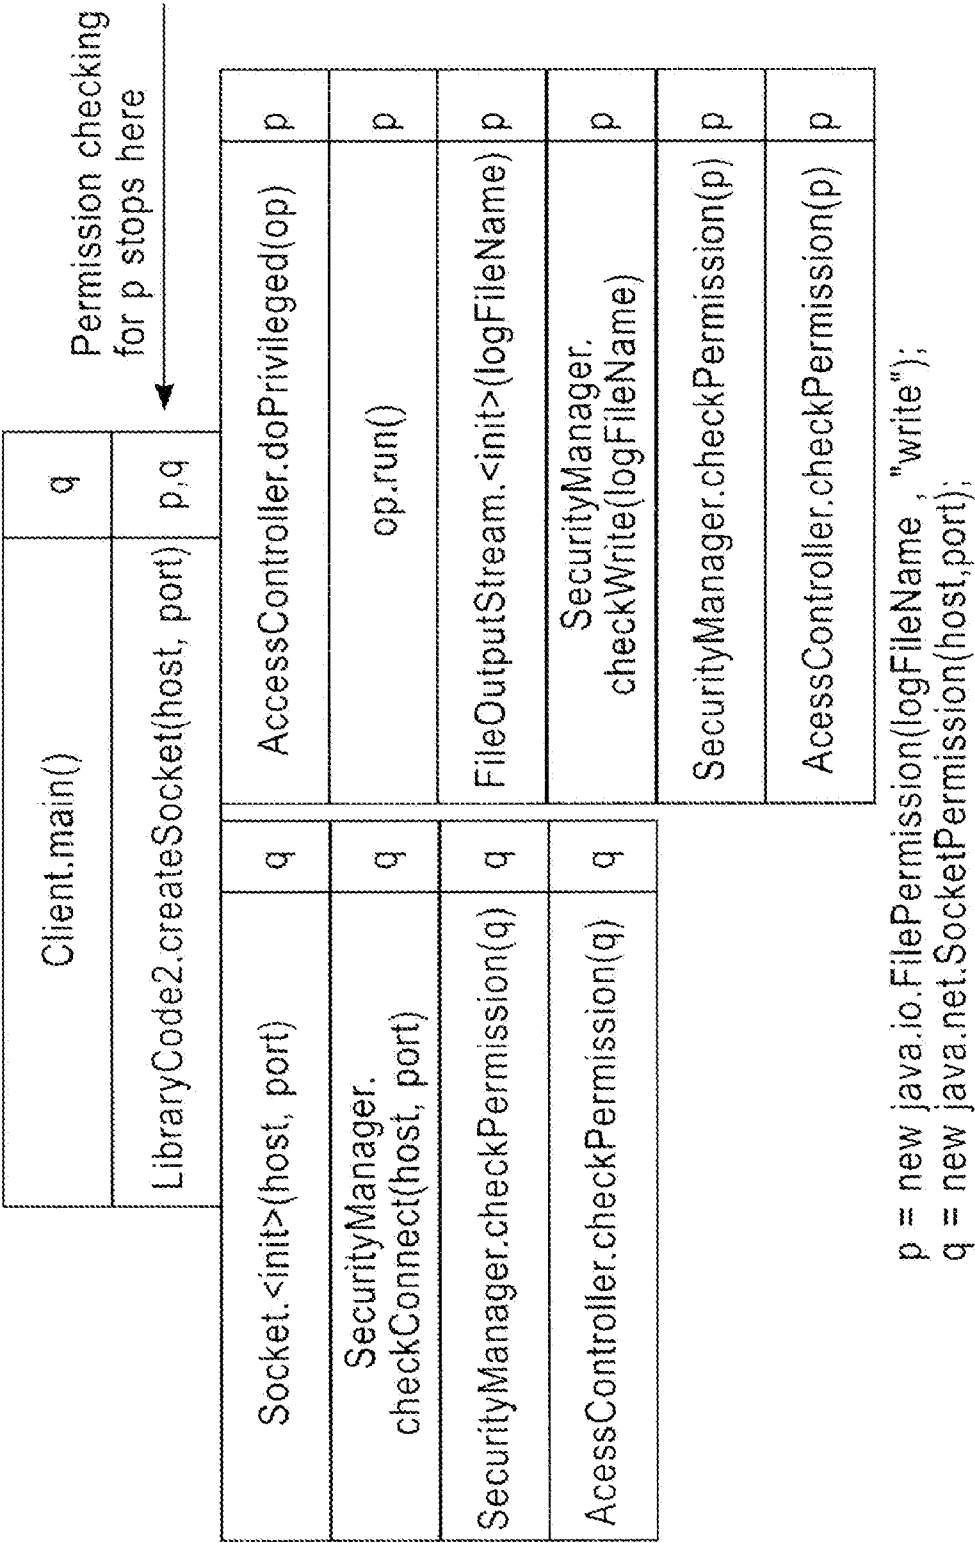 Client.main() q
LibraryCode2.createSocket(host, port) p,q
Permission checking
for p stops here
Socket.<init>(host, port) q
SecurityManager.
checkConnect(host, port) q
SecurityManager.checkPermission(q) q
AcessController.checkPermission(q) q
AccessController.doPrivileged(op) p
op.run() p
FileOutputStream.<init>(logFileName) p
SecurityManager.
checkWrite(logFileName) p
SecurityManager.checkPermission(p) p
AcessController.checkPermission(p) p
p = new java.io.FilePermission(logFileName , "write");
q = new java.net.SocketPermission(host,port);